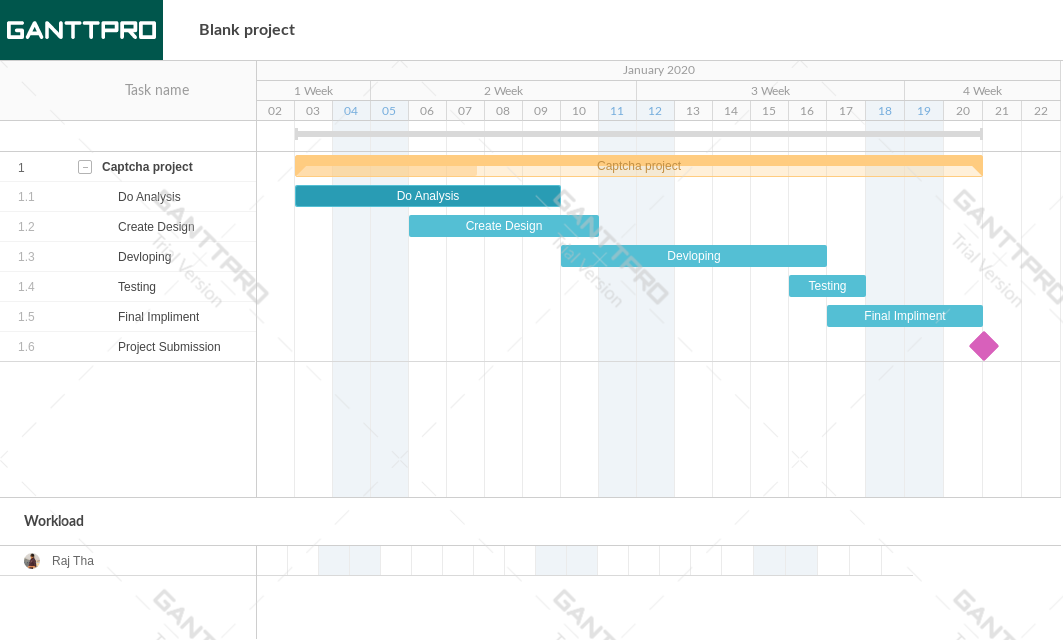 GANTTPRO
Blank project
Task name
January 2020
1 Week 2 Week 3 Week 4 Week
02 03 04 05 06 07 08 09 10 11 12 13 14 15 16 17 18 19 20 21 22
1 Captcha project Captcha project
1.1 Do Analysis Do Analysis
1.2 Create Design Create Design
1.3 Devloping Devloping
1.4 Testing Testing
1.5 Final Impliment Final Impliment
1.6 Project Submission
GANTTPRO GANTTPRO GANTTPRO
Trial Version Trial Version Trial Version
Workload
Raj Tha
GANTTPRO GANTTPRO GANTTPRO